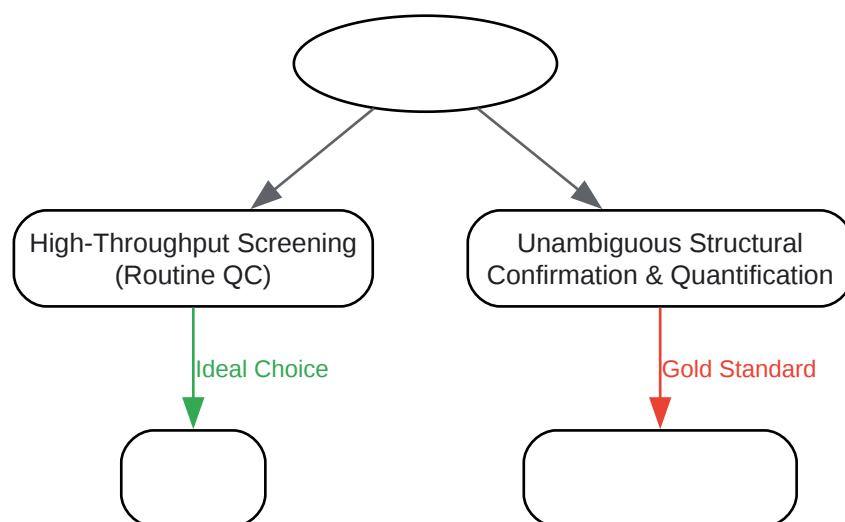 High-Throughput Screening
(Routine QC)
Unambiguous Structural
Confirmation & Quantification
Ideal Choice
Gold Standard